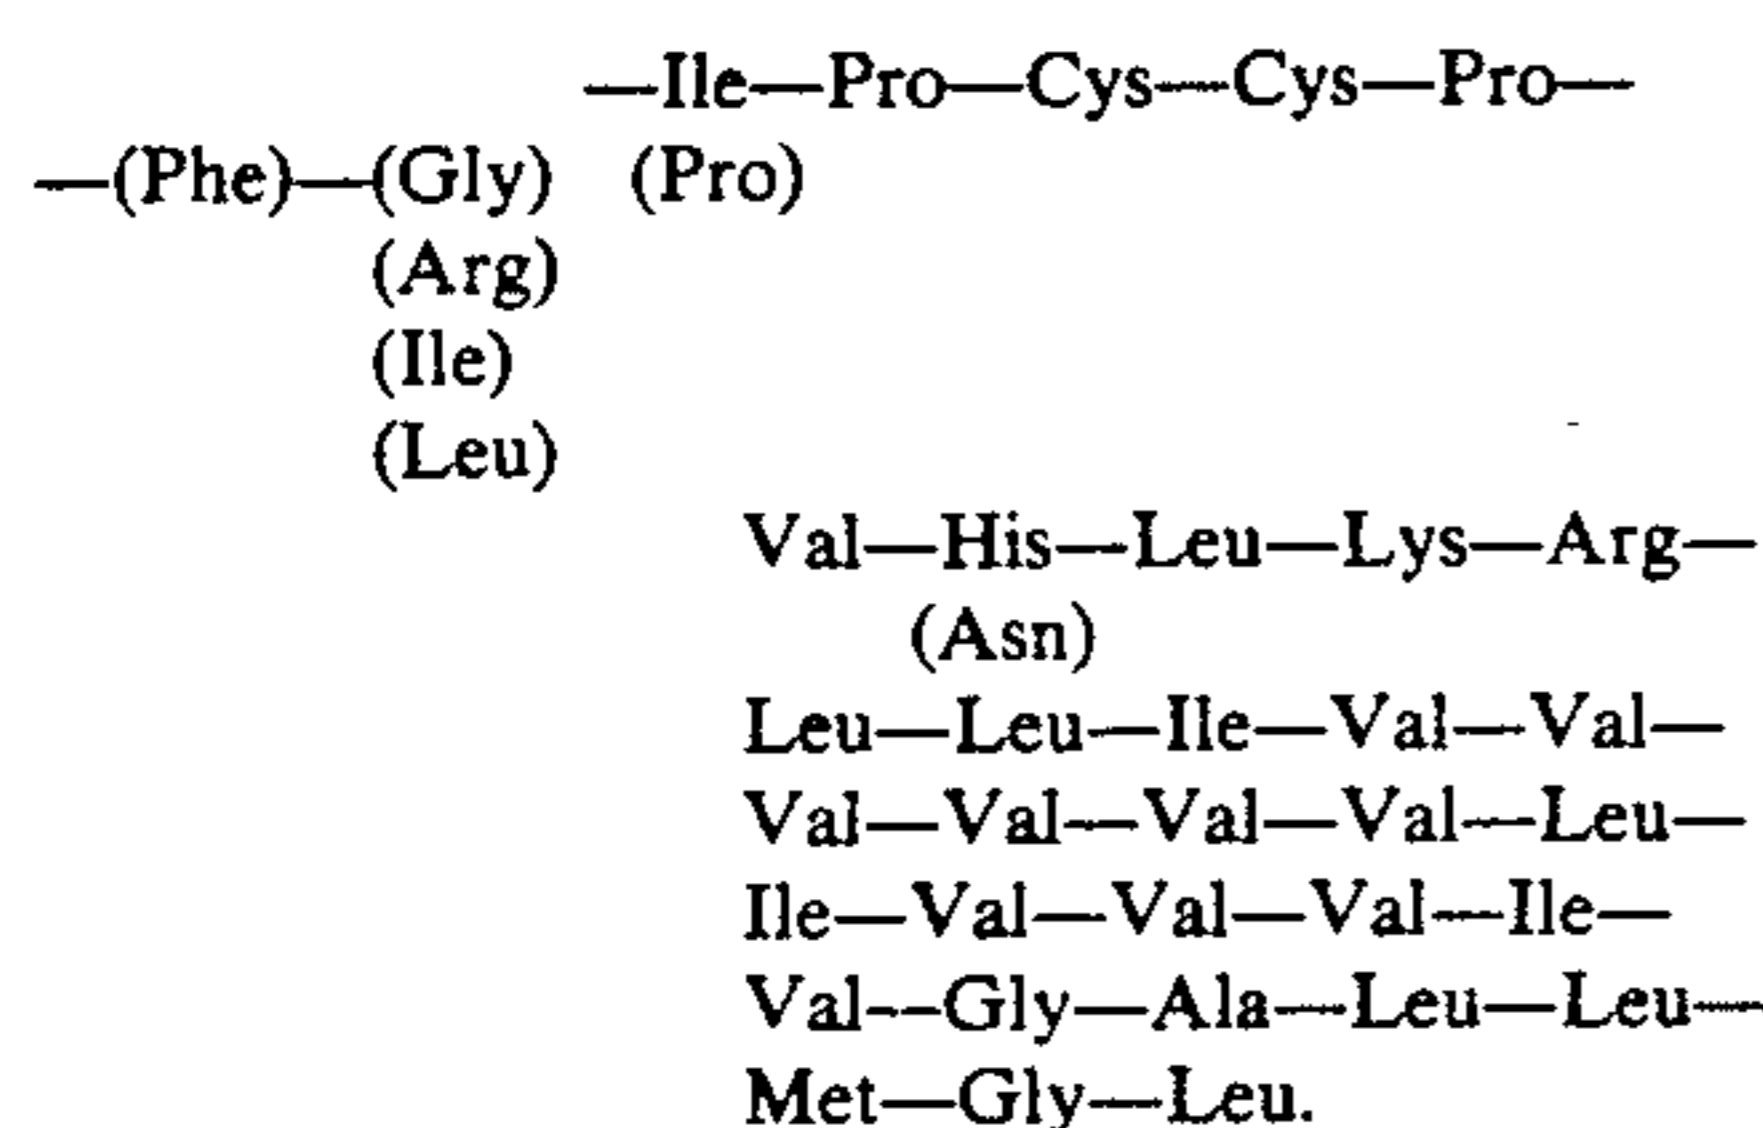 —Ile—Pro—Cys—Cys—Pro—
—(Phe)—(Gly) (Pro)
(Arg)
(Ile)
(Leu)
Val—His—Leu—Lys—Arg—
(Asn)
Leu—Leu—Ile—Val—Val—
Val—Val—Val—Val—Leu—
Ile—Val—Val—Val—Ile—
Val—Gly—Ala—Leu—Leu—
Met—Gly—Leu.